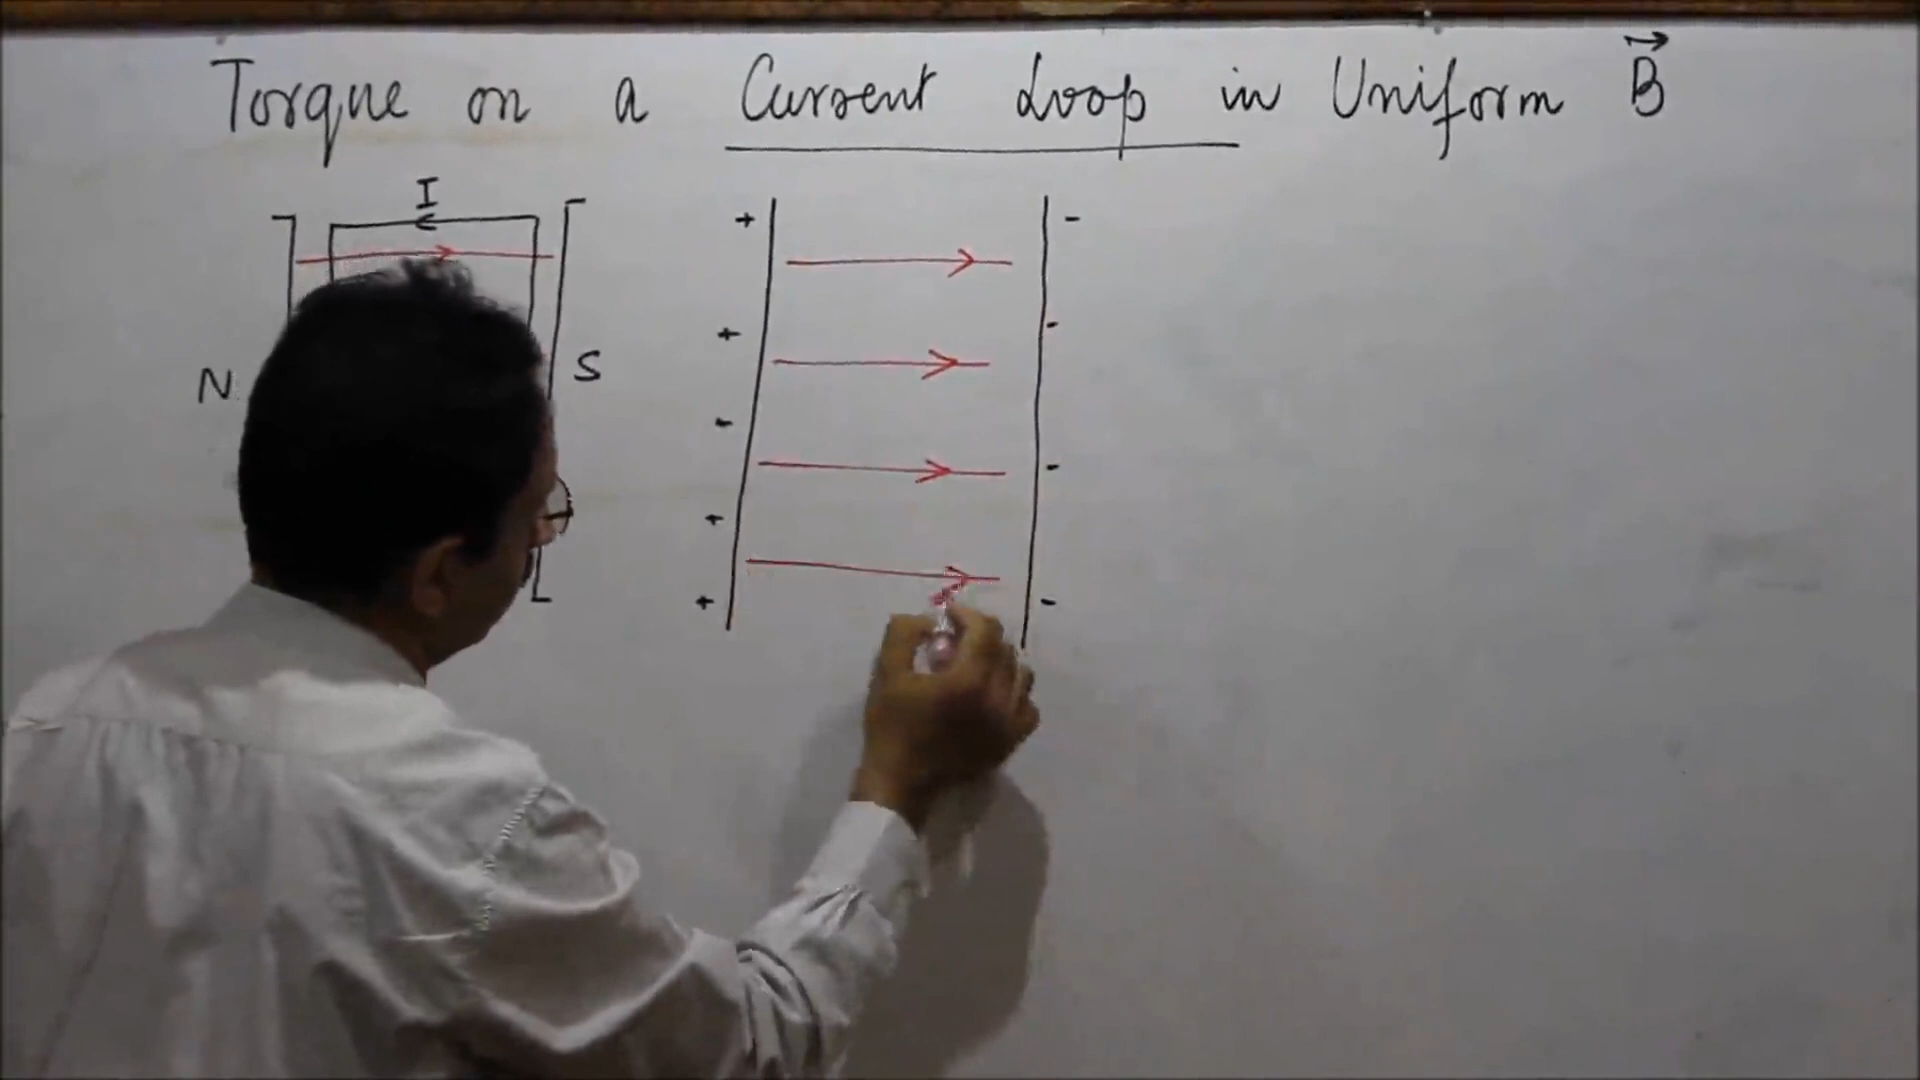 Torque on a Current Loop in Uniform B⃗
I
N
S
+ -
+ -
-
+ -
+ -